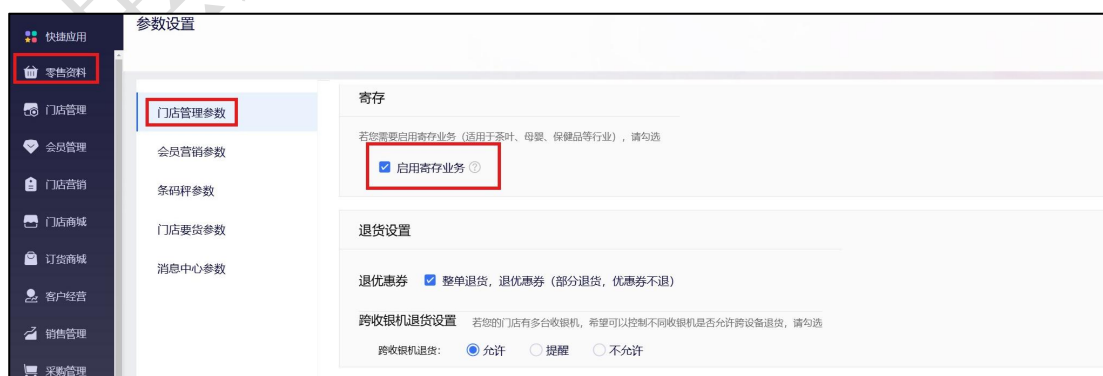 快捷应用
零售资料
门店管理
会员管理
门店营销
门店商城
订货商城
客户经营
销售管理
采购管理
参数设置
门店管理参数
会员营销参数
条码秤参数
门店要货参数
消息中心参数
寄存
若您需要启用寄存业务（适用于茶叶、母婴、保健品等行业），请勾选
启用寄存业务 ?
退货设置
退优惠券 整单退货，退优惠券（部分退货，优惠券不退）
跨收银机退货设置 若您的门店有多台收银机，希望可以控制不同收银机是否允许跨设备退货，请勾选
跨收银机退货： 允许 提醒 不允许